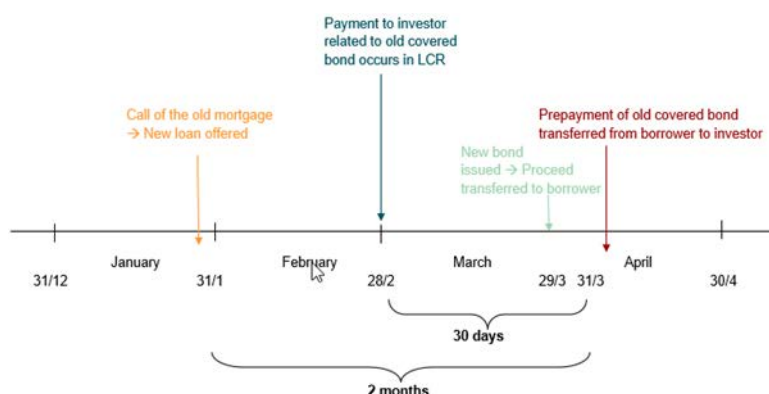 Payment to investor
related to old covered
bond occurs in LCR
Call of the old mortgage
→ New loan offered
Prepayment of old covered bond
transferred from borrower to investor
New bond
issued → Proceed
transferred to borrower
January
February
March
April
31/12
31/1
28/2
29/3
31/3
30/4
30 days
2 months